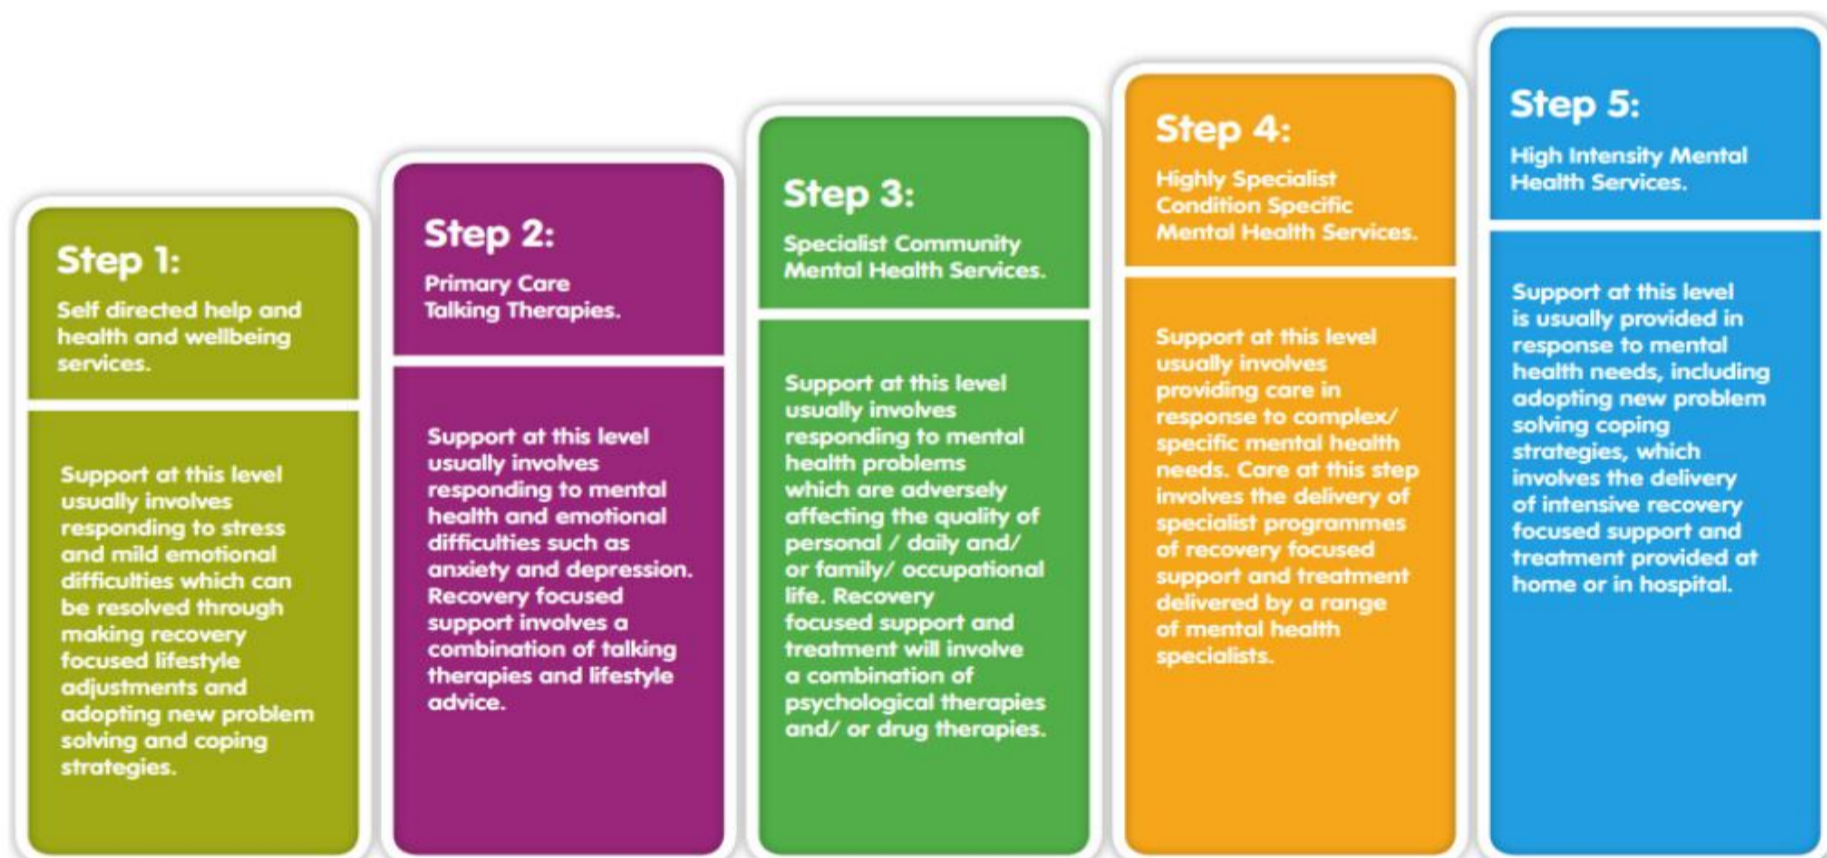 Step 1:
Self directed help and
health and wellbeing
services.
Support at this level
usually involves
responding to stress
and mild emotional
difficulties which can
be resolved through
making recovery
focused lifestyle
adjustments and
adopting new problem
solving and coping
strategies.
Step 2:
Primary Care
Talking Therapies.
Support at this level
usually involves
responding to mental
health and emotional
difficulties such as
anxiety and depression.
Recovery focused
support involves a
combination of talking
therapies and lifestyle
advice.
Step 3:
Specialist Community
Mental Health Services.
Support at this level
usually involves
responding to mental
health problems
which are adversely
affecting the quality of
personal / daily and/
or family/ occupational
life. Recovery
focused support and
treatment will involve
a combination of
psychological therapies
and/ or drug therapies.
Step 4:
Highly Specialist
Condition Specific
Mental Health Services.
Support at this level
usually involves
providing care in
response to complex/
specific mental health
needs. Care at this step
involves the delivery of
specialist programmes
of recovery focused
support and treatment
delivered by a range
of mental health
specialists.
Step 5:
High Intensity Mental
Health Services.
Support at this level
is usually provided in
response to mental
health needs, including
adopting new problem
solving coping
strategies, which
involves the delivery
of intensive recovery
focused support and
treatment provided at
home or in hospital.